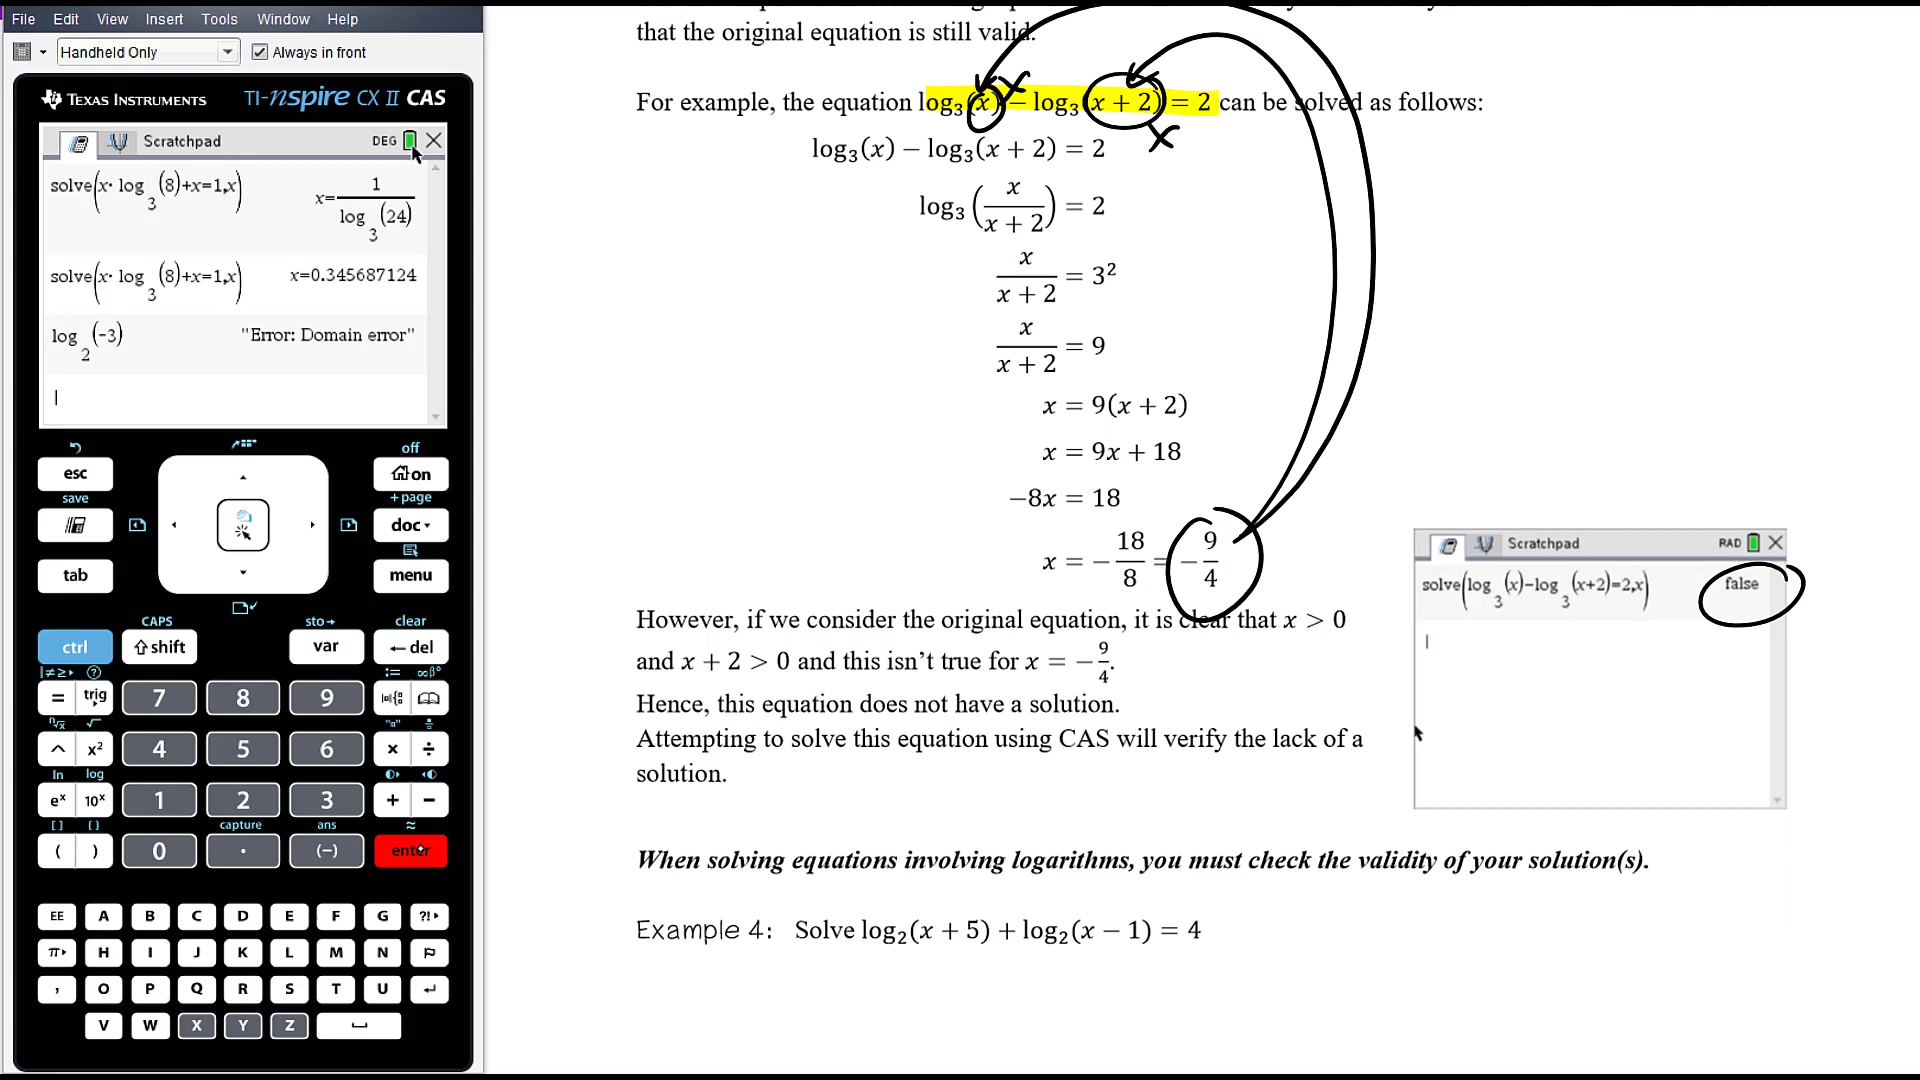 File Edit View Insert Tools Window Help
Handheld Only Always in front
TEXAS INSTRUMENTS TI-nspire CX II CAS
Scratchpad DEG
solve(x·log₃(8)+x=1,x) x=1/log₃(24)
solve(x·log₃(8)+x=1,x) x=0.345687124
log₂(-3) "Error: Domain error"
off
esc on
save + page
doc
tab menu
CAPS sto→ clear
ctrl shift var del
= trig 7 8 9
^ x² 4 5 6 × ÷
ln log
eˣ 10ˣ 1 2 3 + −
[ ] { } capture ans ≈
( ) 0 . (−) enter
EE A B C D E F G ?!▸
π▸ H I J K L M N
, O P Q R S T U
V W X Y Z
that the original equation is still valid.
For example, the equation log₃(x) − log₃(x + 2) = 2 can be solved as follows:
x
x
log₃(x) − log₃(x + 2) = 2
log₃(x/(x + 2)) = 2
x/(x + 2) = 3²
x/(x + 2) = 9
x = 9(x + 2)
x = 9x + 18
−8x = 18
x = −18/8 = −9/4
However, if we consider the original equation, it is clear that x > 0
and x + 2 > 0 and this isn't true for x = −9/4.
Hence, this equation does not have a solution.
Attempting to solve this equation using CAS will verify the lack of a
solution.
Scratchpad RAD
solve(log₃(x)−log₃(x+2)=2,x) false
When solving equations involving logarithms, you must check the validity of your solution(s).
Example 4: Solve log₂(x + 5) + log₂(x − 1) = 4